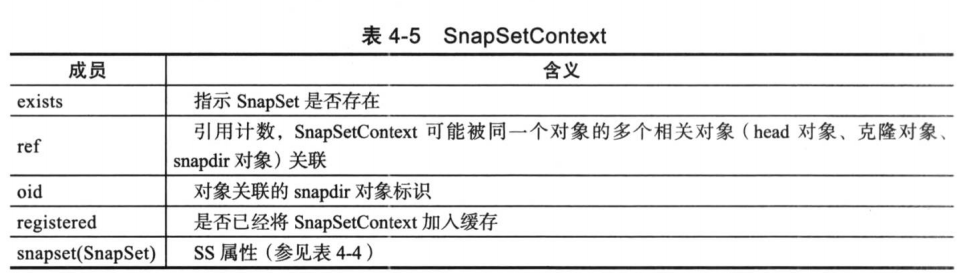 表 4-5 SnapSetContext
成员 含义
exists 指示 SnapSet 是否存在
ref 引用计数，SnapSetContext 可能被同一个对象的多个相关对象（head 对象、克隆对象、
snapdir 对象）关联
oid 对象关联的 snapdir 对象标识
registered 是否已经将 SnapSetContext 加入缓存
snapset(SnapSet) SS 属性（参见表 4-4）